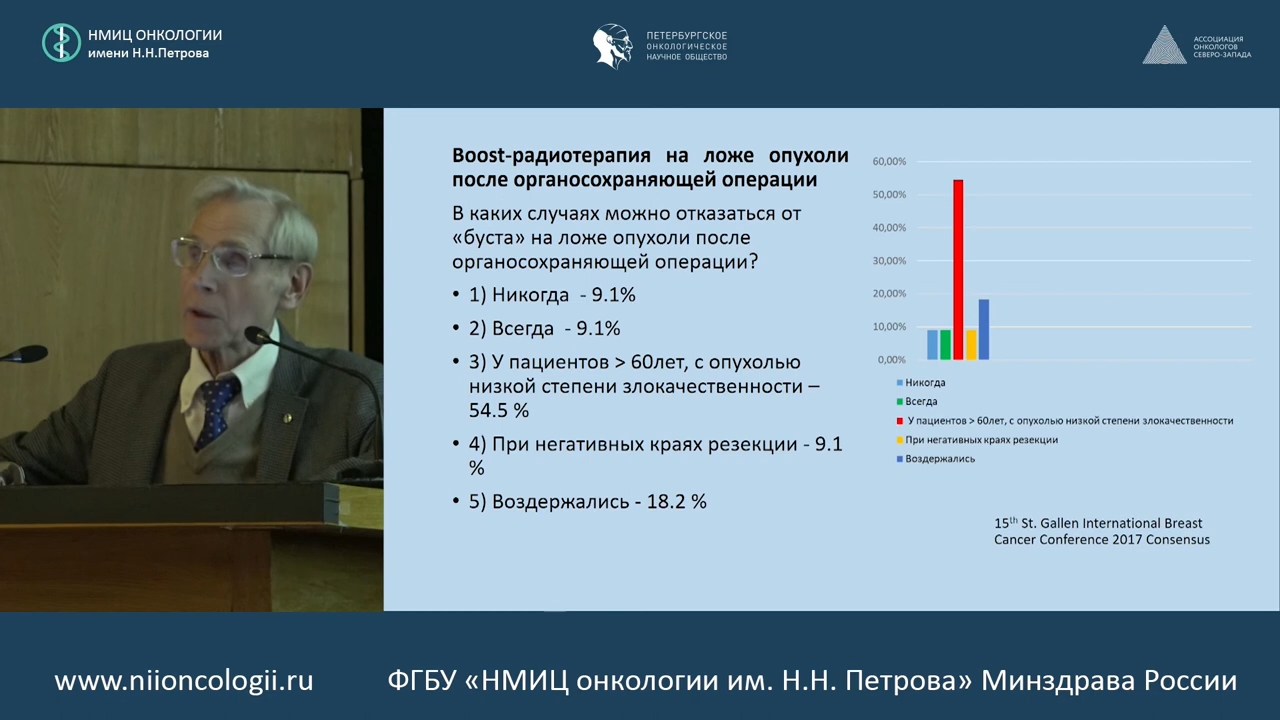 НМИЦ ОНКОЛОГИИ
имени Н.Н.Петрова
ПЕТЕРБУРГСКОЕ
ОНКОЛОГИЧЕСКОЕ
НАУЧНОЕ ОБЩЕСТВО
АССОЦИАЦИЯ
ОНКОЛОГОВ
СЕВЕРО-ЗАПАДА
Boost-радиотерапия на ложе опухоли
после органосохраняющей операции
В каких случаях можно отказаться от
«буста» на ложе опухоли после
органосохраняющей операции?
• 1) Никогда - 9.1%
• 2) Всегда - 9.1%
• 3) У пациентов > 60лет, с опухолью
низкой степени злокачественности –
54.5 %
• 4) При негативных краях резекции - 9.1
%
• 5) Воздержались - 18.2 %
60,00%
50,00%
40,00%
30,00%
20,00%
10,00%
0,00%
Никогда
Всегда
У пациентов > 60лет, с опухолью низкой степени злокачественности
При негативных краях резекции
Воздержались
15th St. Gallen International Breast
Cancer Conference 2017 Consensus
www.niioncologii.ru
ФГБУ «НМИЦ онкологии им. Н.Н. Петрова» Минздрава России